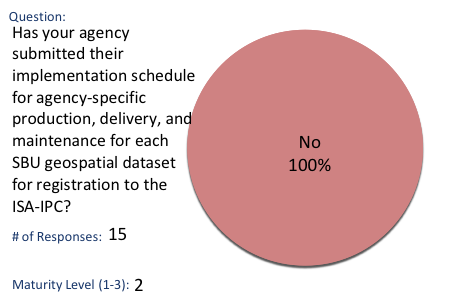 Question:
Has your agency
submitted their
implementation schedule
for agency-specific
production, delivery, and
maintenance for each
SBU geospatial dataset
for registration to the
ISA-IPC?
No
100%
# of Responses: 15
Maturity Level (1-3): 2